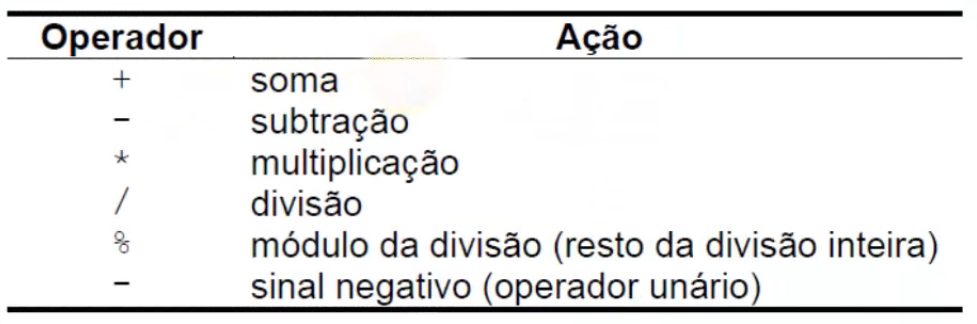 Operador Ação
+ soma
- subtração
* multiplicação
/ divisão
% módulo da divisão (resto da divisão inteira)
- sinal negativo (operador unário)